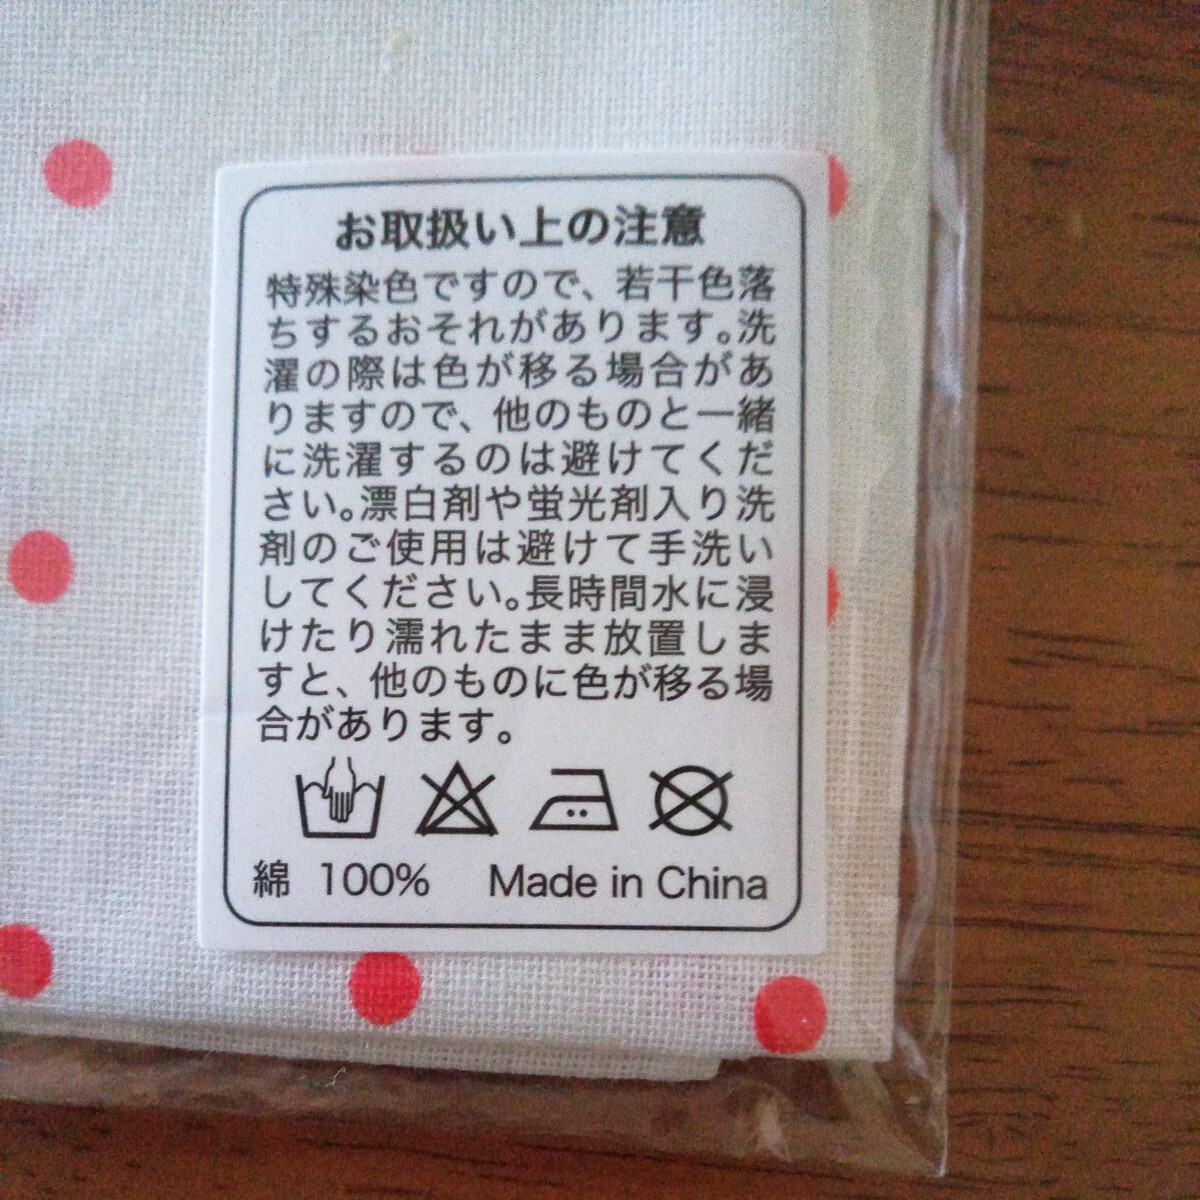 お取扱い上の注意
特殊染色ですので、若干色落
ちするおそれがあります。洗
濯の際は色が移る場合があ
りますので、他のものと一緒
に洗濯するのは避けてくだ
さい。漂白剤や蛍光剤入り洗
剤のご使用は避けて手洗い
してください。長時間水に浸
けたり濡れたまま放置しま
すと、他のものに色が移る場
合があります。
綿 100% Made in China